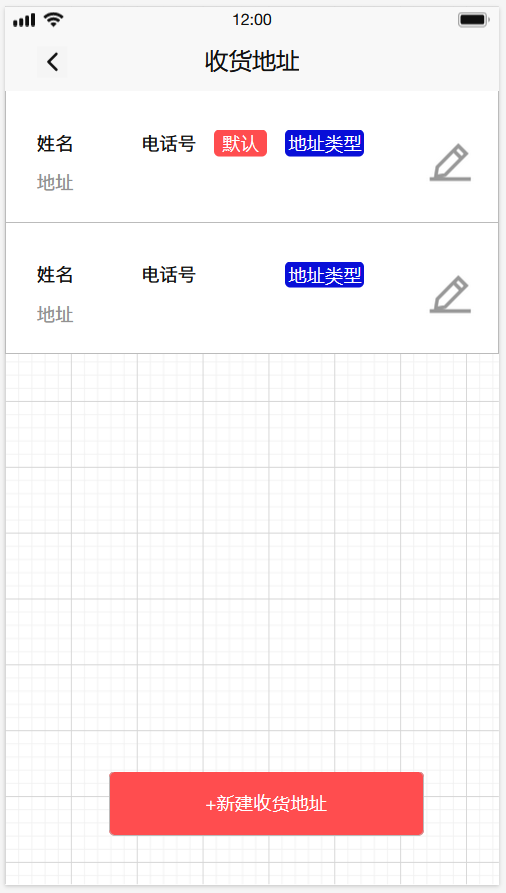 12:00
收货地址
姓名 电话号 默认 地址类型
地址
姓名 电话号 地址类型
地址
+新建收货地址